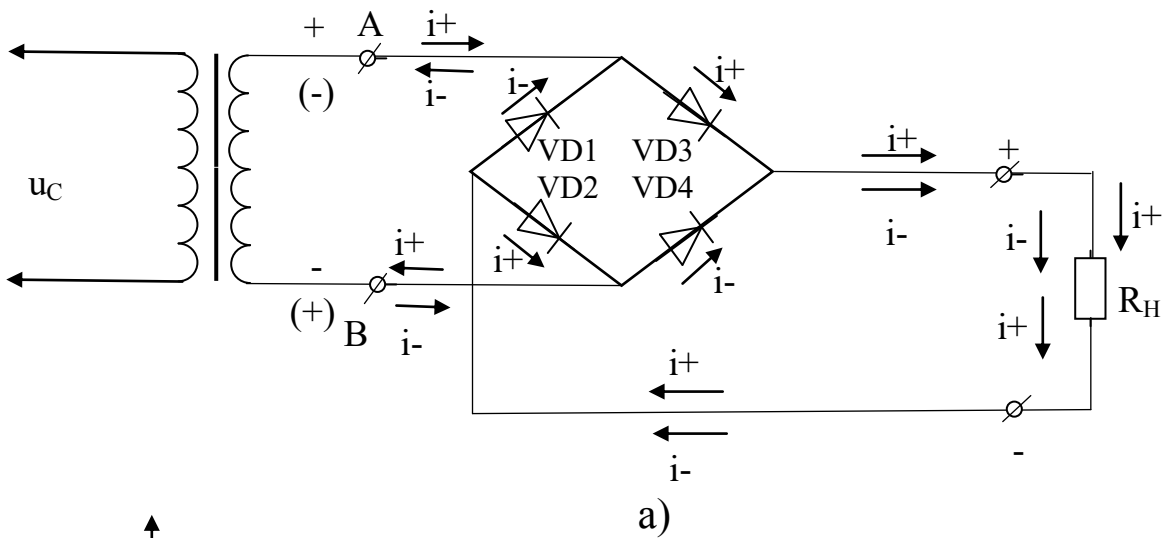 + A i+
(-) i- i- i+
VD1 VD3 i+ +
u_C VD2 VD4 i+
i- i-
- i+ i+ i- R_H
(+) B i- i+
i+
i- -
a)